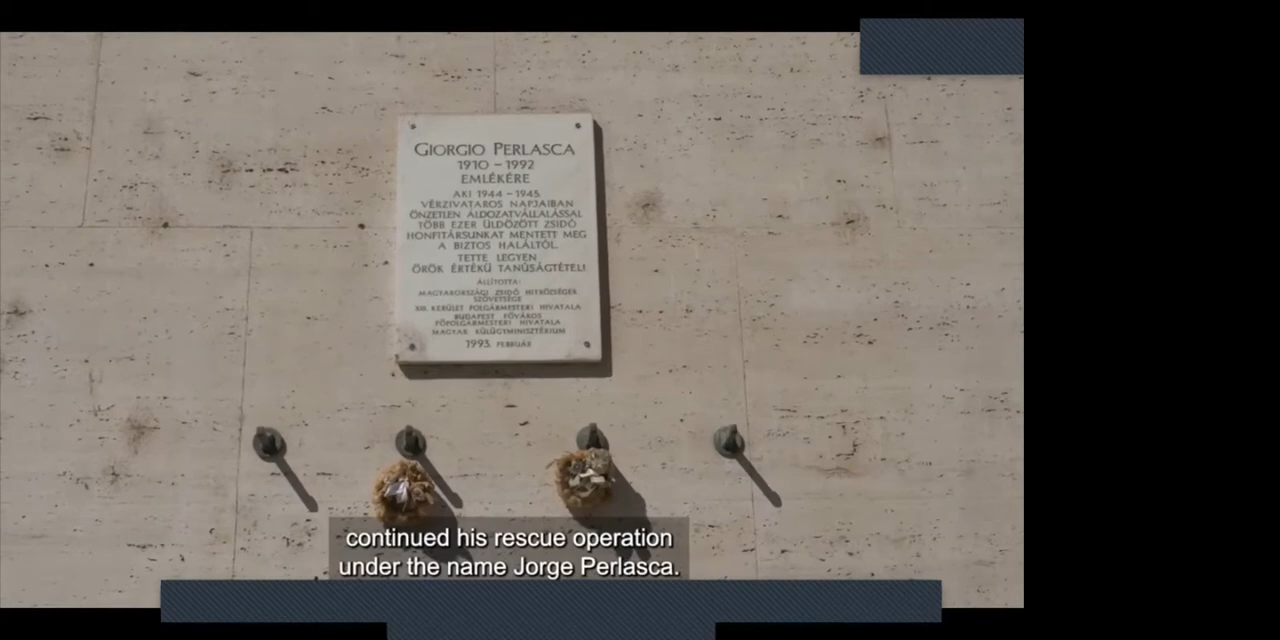 GIORGIO PERLASCA
1910 – 1992
EMLÉKÉRE
AKI 1944 – 1945
VÉRZIVATAROS NAPJAIBAN
ÖNZETLEN ÁLDOZATVÁLLALÁSSAL
TÖBB EZER ÜLDÖZÖTT ZSIDÓ
HONFITÁRSUNKAT MENTETT MEG
A BIZTOS HALÁLTÓL.
TETTE LEGYEN
ÖRÖK ÉRTÉKŰ TANÚSÁGTÉTEL!
ÁLLÍTOTTA:
MAGYARORSZÁGI ZSIDÓ HITKÖZSÉGEK
SZÖVETSÉGE
XIII. KERÜLET POLGÁRMESTERI HIVATALA
BUDAPEST FŐVÁROS
FŐPOLGÁRMESTERI HIVATALA
MAGYAR KÜLÜGYMINISZTÉRIUM
1993. FEBRUÁR
continued his rescue operation
under the name Jorge Perlasca.